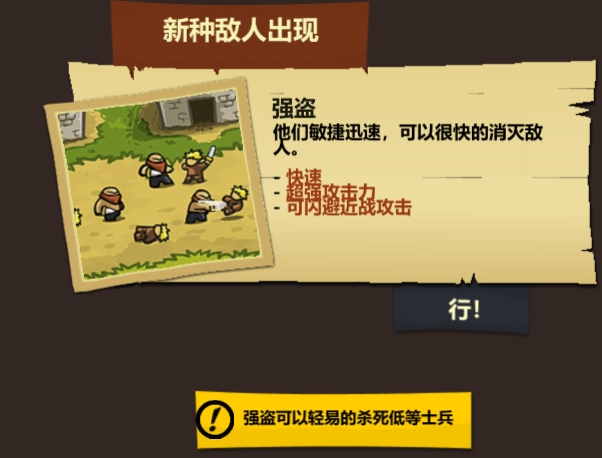 新种敌人出现
强盗
他们敏捷迅速，可以很快的消灭敌
人。
- 快速
- 超强攻击力
- 可闪避近战攻击
行!
强盗可以轻易的杀死低等士兵